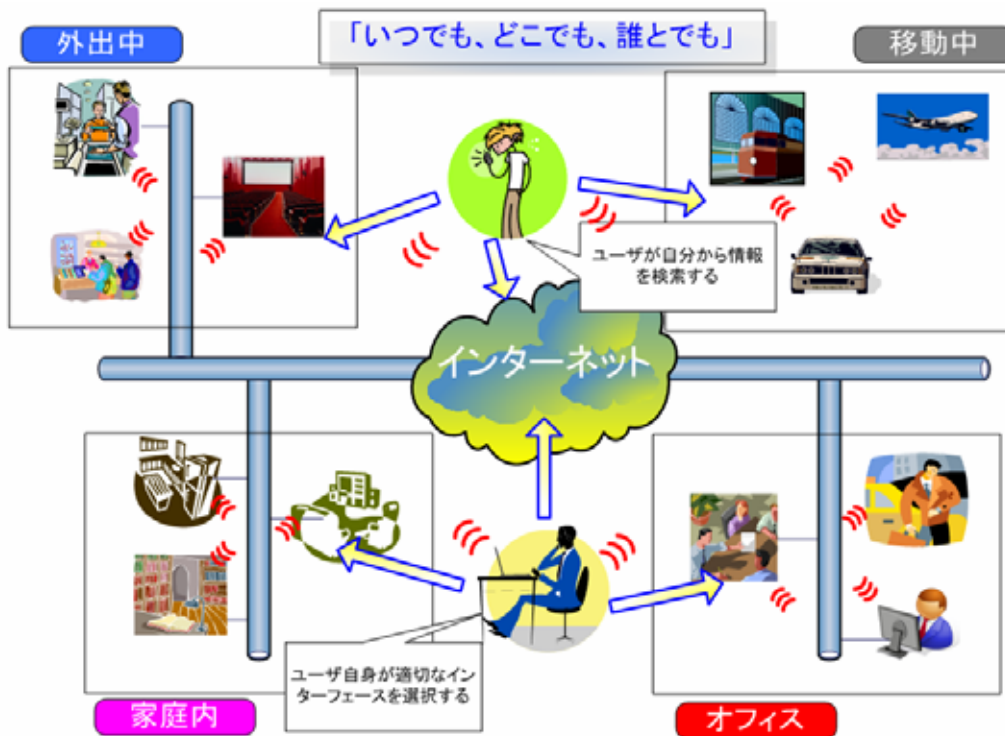 「いつでも、どこでも、誰とでも」
外出中
移動中
ユーザが自分から情報
を検索する
インターネット
ユーザ自身が適切なイン
ターフェースを選択する
家庭内
オフィス